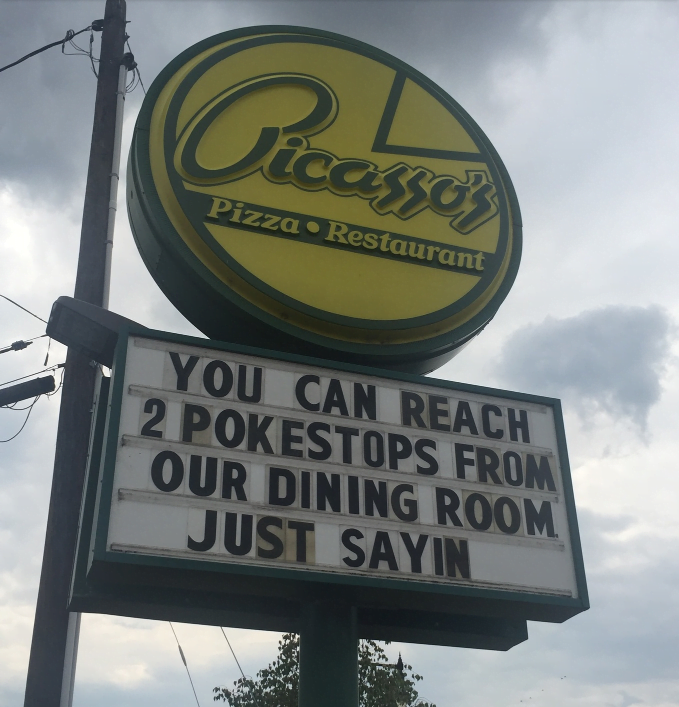 Picasso's
Pizza • Restaurant
YOU CAN REACH
2 POKESTOPS FROM
OUR DINING ROOM.
JUST SAYIN